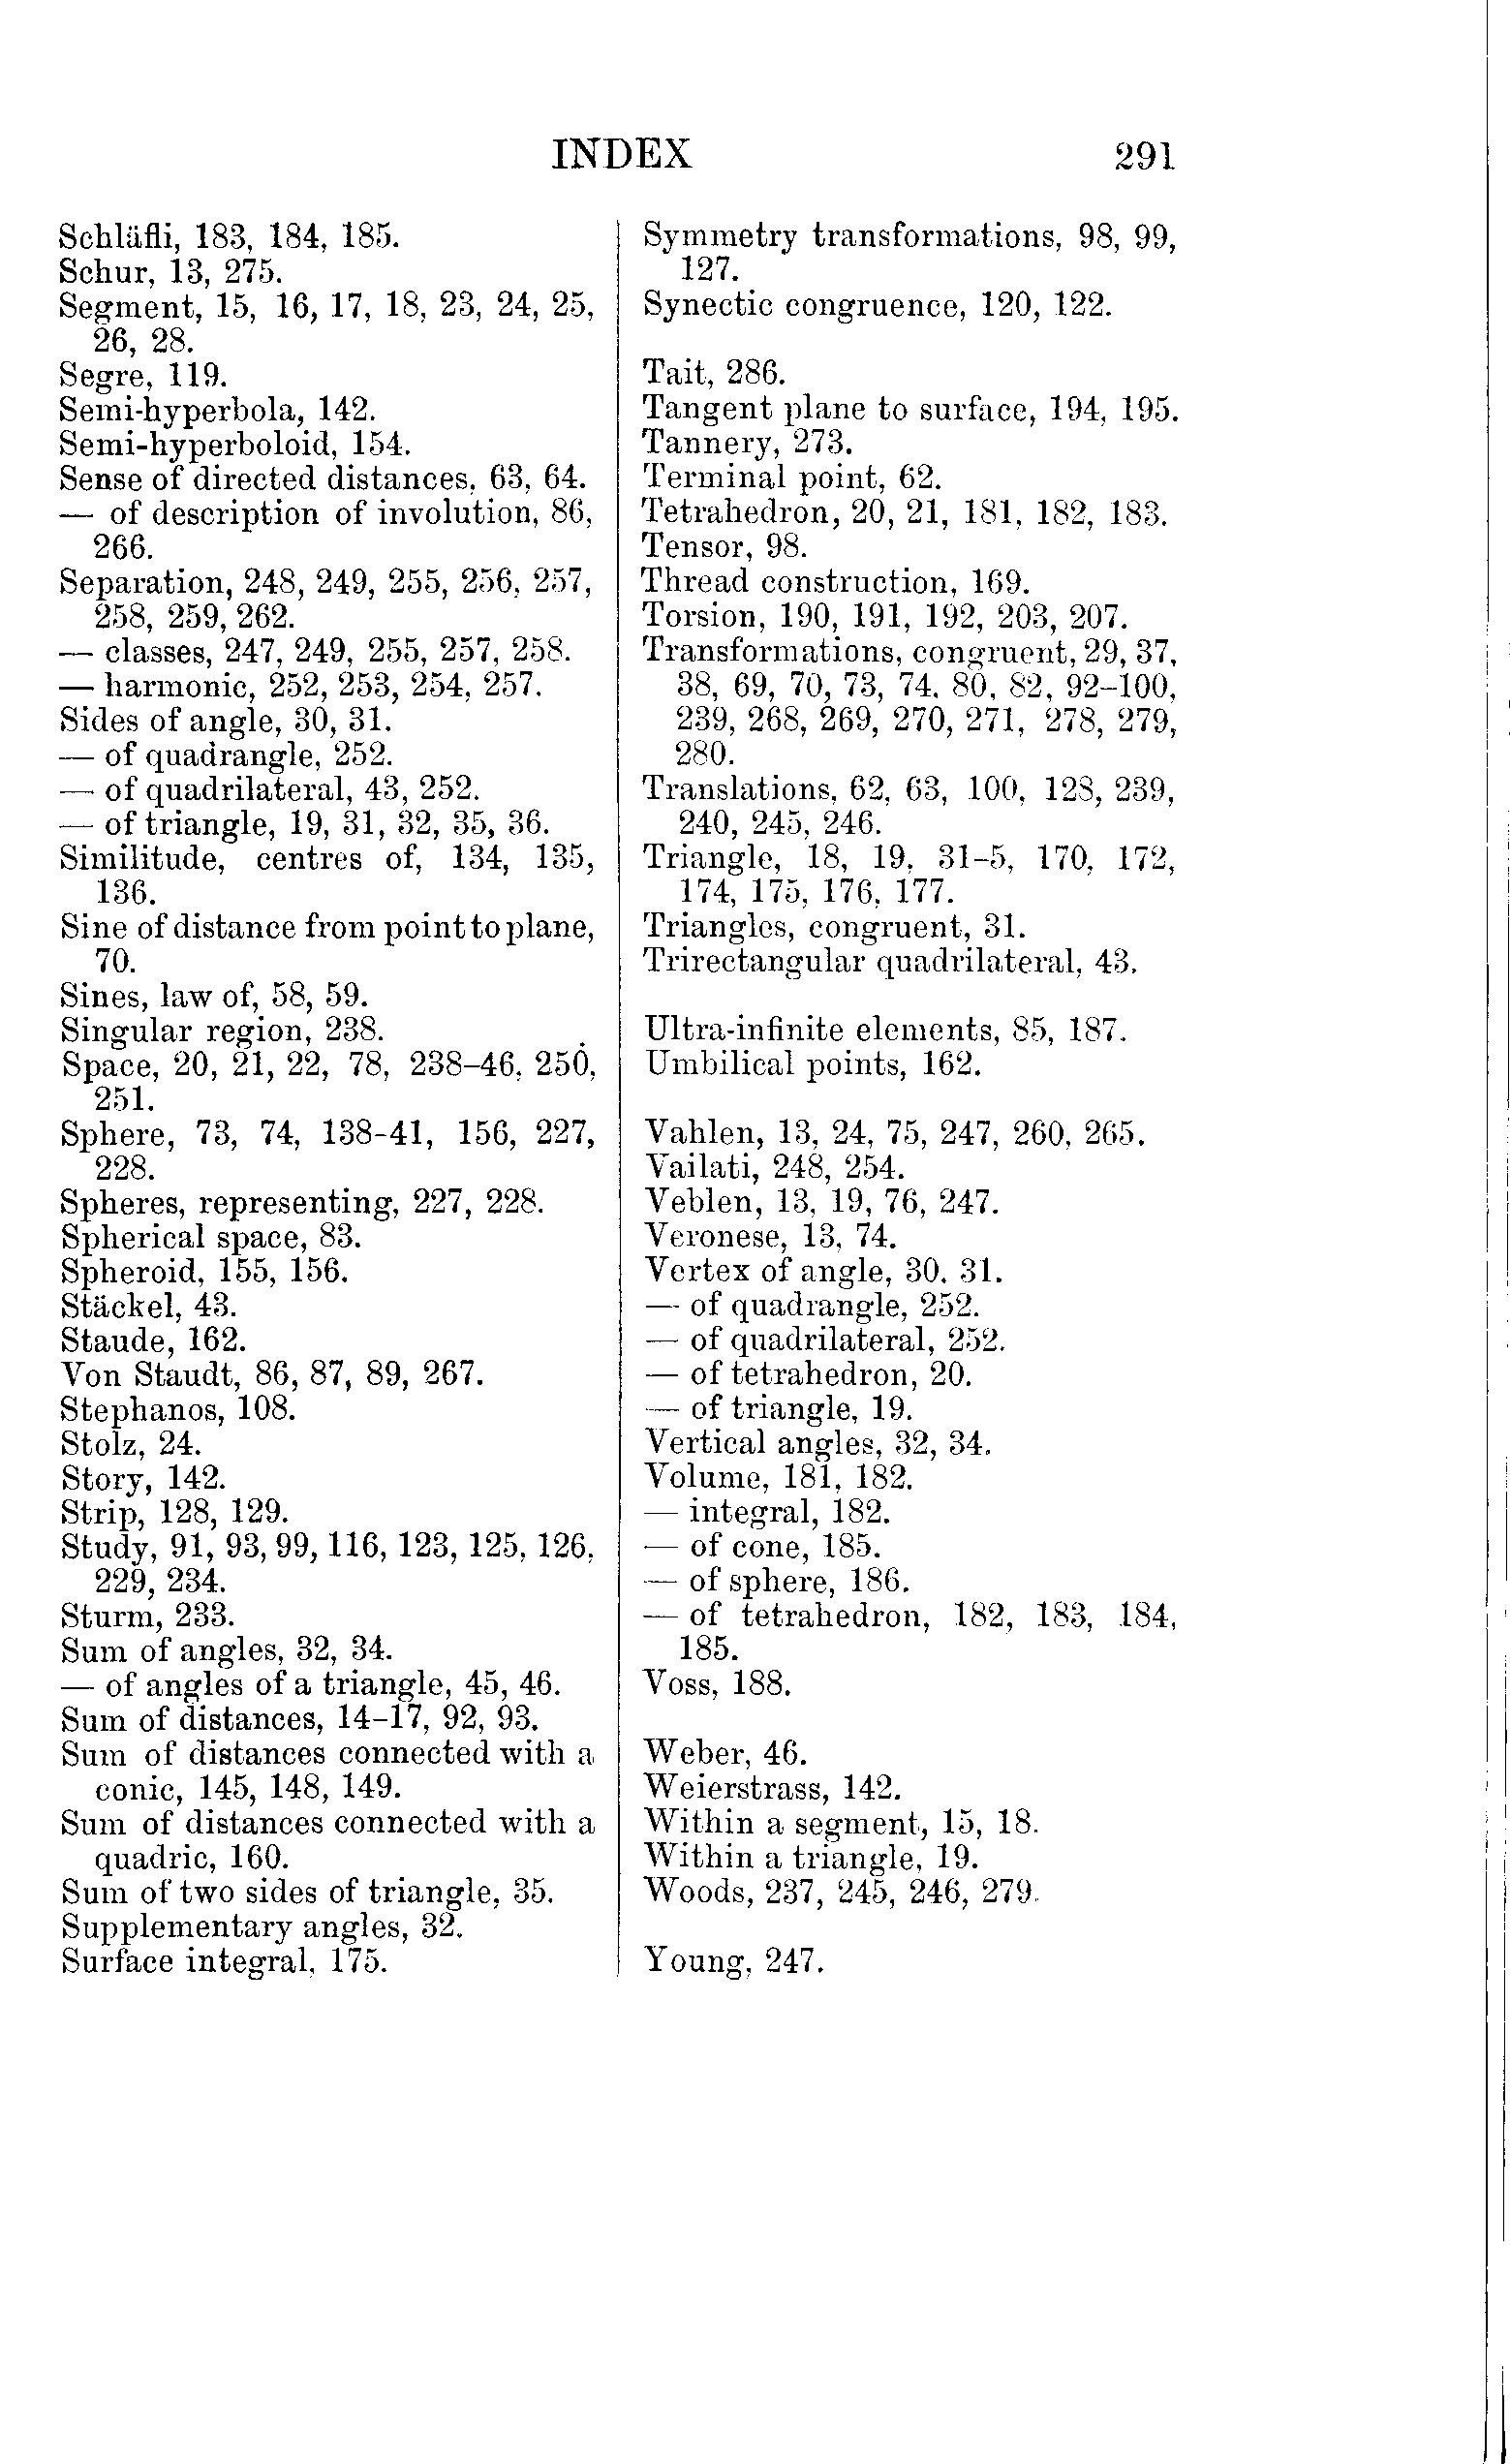 INDEX 291
Schläfli, 183, 184, 185.
Schur, 13, 275.
Segment, 15, 16, 17, 18, 23, 24, 25,
26, 28.
Segre, 119.
Semi-hyperbola, 142.
Semi-hyperboloid, 154.
Sense of directed distances, 63, 64.
— of description of involution, 86,
266.
Separation, 248, 249, 255, 256, 257,
258, 259, 262.
— classes, 247, 249, 255, 257, 258.
— harmonic, 252, 253, 254, 257.
Sides of angle, 30, 31.
— of quadrangle, 252.
— of quadrilateral, 43, 252.
— of triangle, 19, 31, 32, 35, 36.
Similitude, centres of, 134, 135,
136.
Sine of distance from point to plane,
70.
Sines, law of, 58, 59.
Singular region, 238.
Space, 20, 21, 22, 78, 238–46, 250,
251.
Sphere, 73, 74, 138-41, 156, 227,
228.
Spheres, representing, 227, 228.
Spherical space, 83.
Spheroid, 155, 156.
Stäckel, 43.
Staude, 162.
Von Staudt, 86, 87, 89, 267.
Stephanos, 108.
Stolz, 24.
Story, 142.
Strip, 128, 129.
Study, 91, 93, 99, 116, 123, 125, 126,
229, 234.
Sturm, 233.
Sum of angles, 32, 34.
— of angles of a triangle, 45, 46.
Sum of distances, 14–17, 92, 93.
Sum of distances connected with a
conic, 145, 148, 149.
Sum of distances connected with a
quadric, 160.
Sum of two sides of triangle, 35.
Supplementary angles, 32.
Surface integral, 175.
Symmetry transformations, 98, 99,
127.
Synectic congruence, 120, 122.
Tait, 286.
Tangent plane to surface, 194, 195.
Tannery, 273.
Terminal point, 62.
Tetrahedron, 20, 21, 181, 182, 183.
Tensor, 98.
Thread construction, 169.
Torsion, 190, 191, 192, 203, 207.
Transformations, congruent, 29, 37,
38, 69, 70, 73, 74, 80, 82, 92–100,
239, 268, 269, 270, 271, 278, 279,
280.
Translations, 62, 63, 100, 128, 239,
240, 245, 246.
Triangle, 18, 19, 31–5, 170, 172,
174, 175, 176, 177.
Triangles, congruent, 31.
Trirectangular quadrilateral, 43.
Ultra-infinite elements, 85, 187.
Umbilical points, 162.
Vahlen, 13, 24, 75, 247, 260, 265.
Vailati, 248, 254.
Veblen, 13, 19, 76, 247.
Veronese, 13, 74.
Vertex of angle, 30, 31.
— of quadrangle, 252.
— of quadrilateral, 252.
— of tetrahedron, 20.
— of triangle, 19.
Vertical angles, 32, 34.
Volume, 181, 182.
— integral, 182.
— of cone, 185.
— of sphere, 186.
— of tetrahedron, 182, 183, 184,
185.
Voss, 188.
Weber, 46.
Weierstrass, 142.
Within a segment, 15, 18.
Within a triangle, 19.
Woods, 237, 245, 246, 279.
Young, 247.